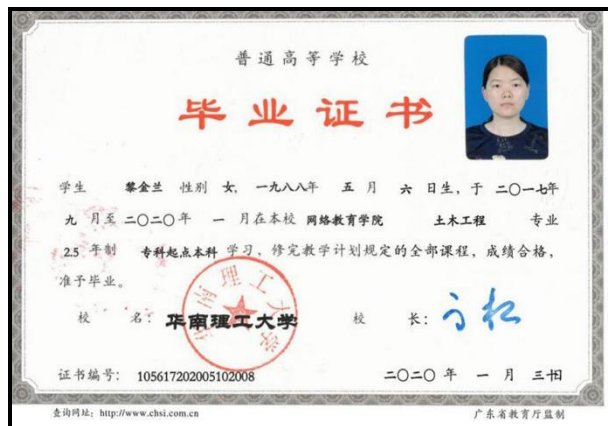 普通高等学校
毕业证书
学生 黎金兰 性别 女，一九八八年 五 月 六 日生，于 二〇一七年
九 月至 二〇二〇年 一 月在本校 网络教育学院 土木工程 专业
2.5 年制 专科起点本科 学习，修完教学计划规定的全部课程，成绩合格，
准予毕业。
校 名： 华南理工大学 校 长：
华南理工大学
证书编号： 105617202005102008 二〇二〇 年 一 月 三十日
查询网址：http://www.chsi.com.cn 广东省教育厅监制